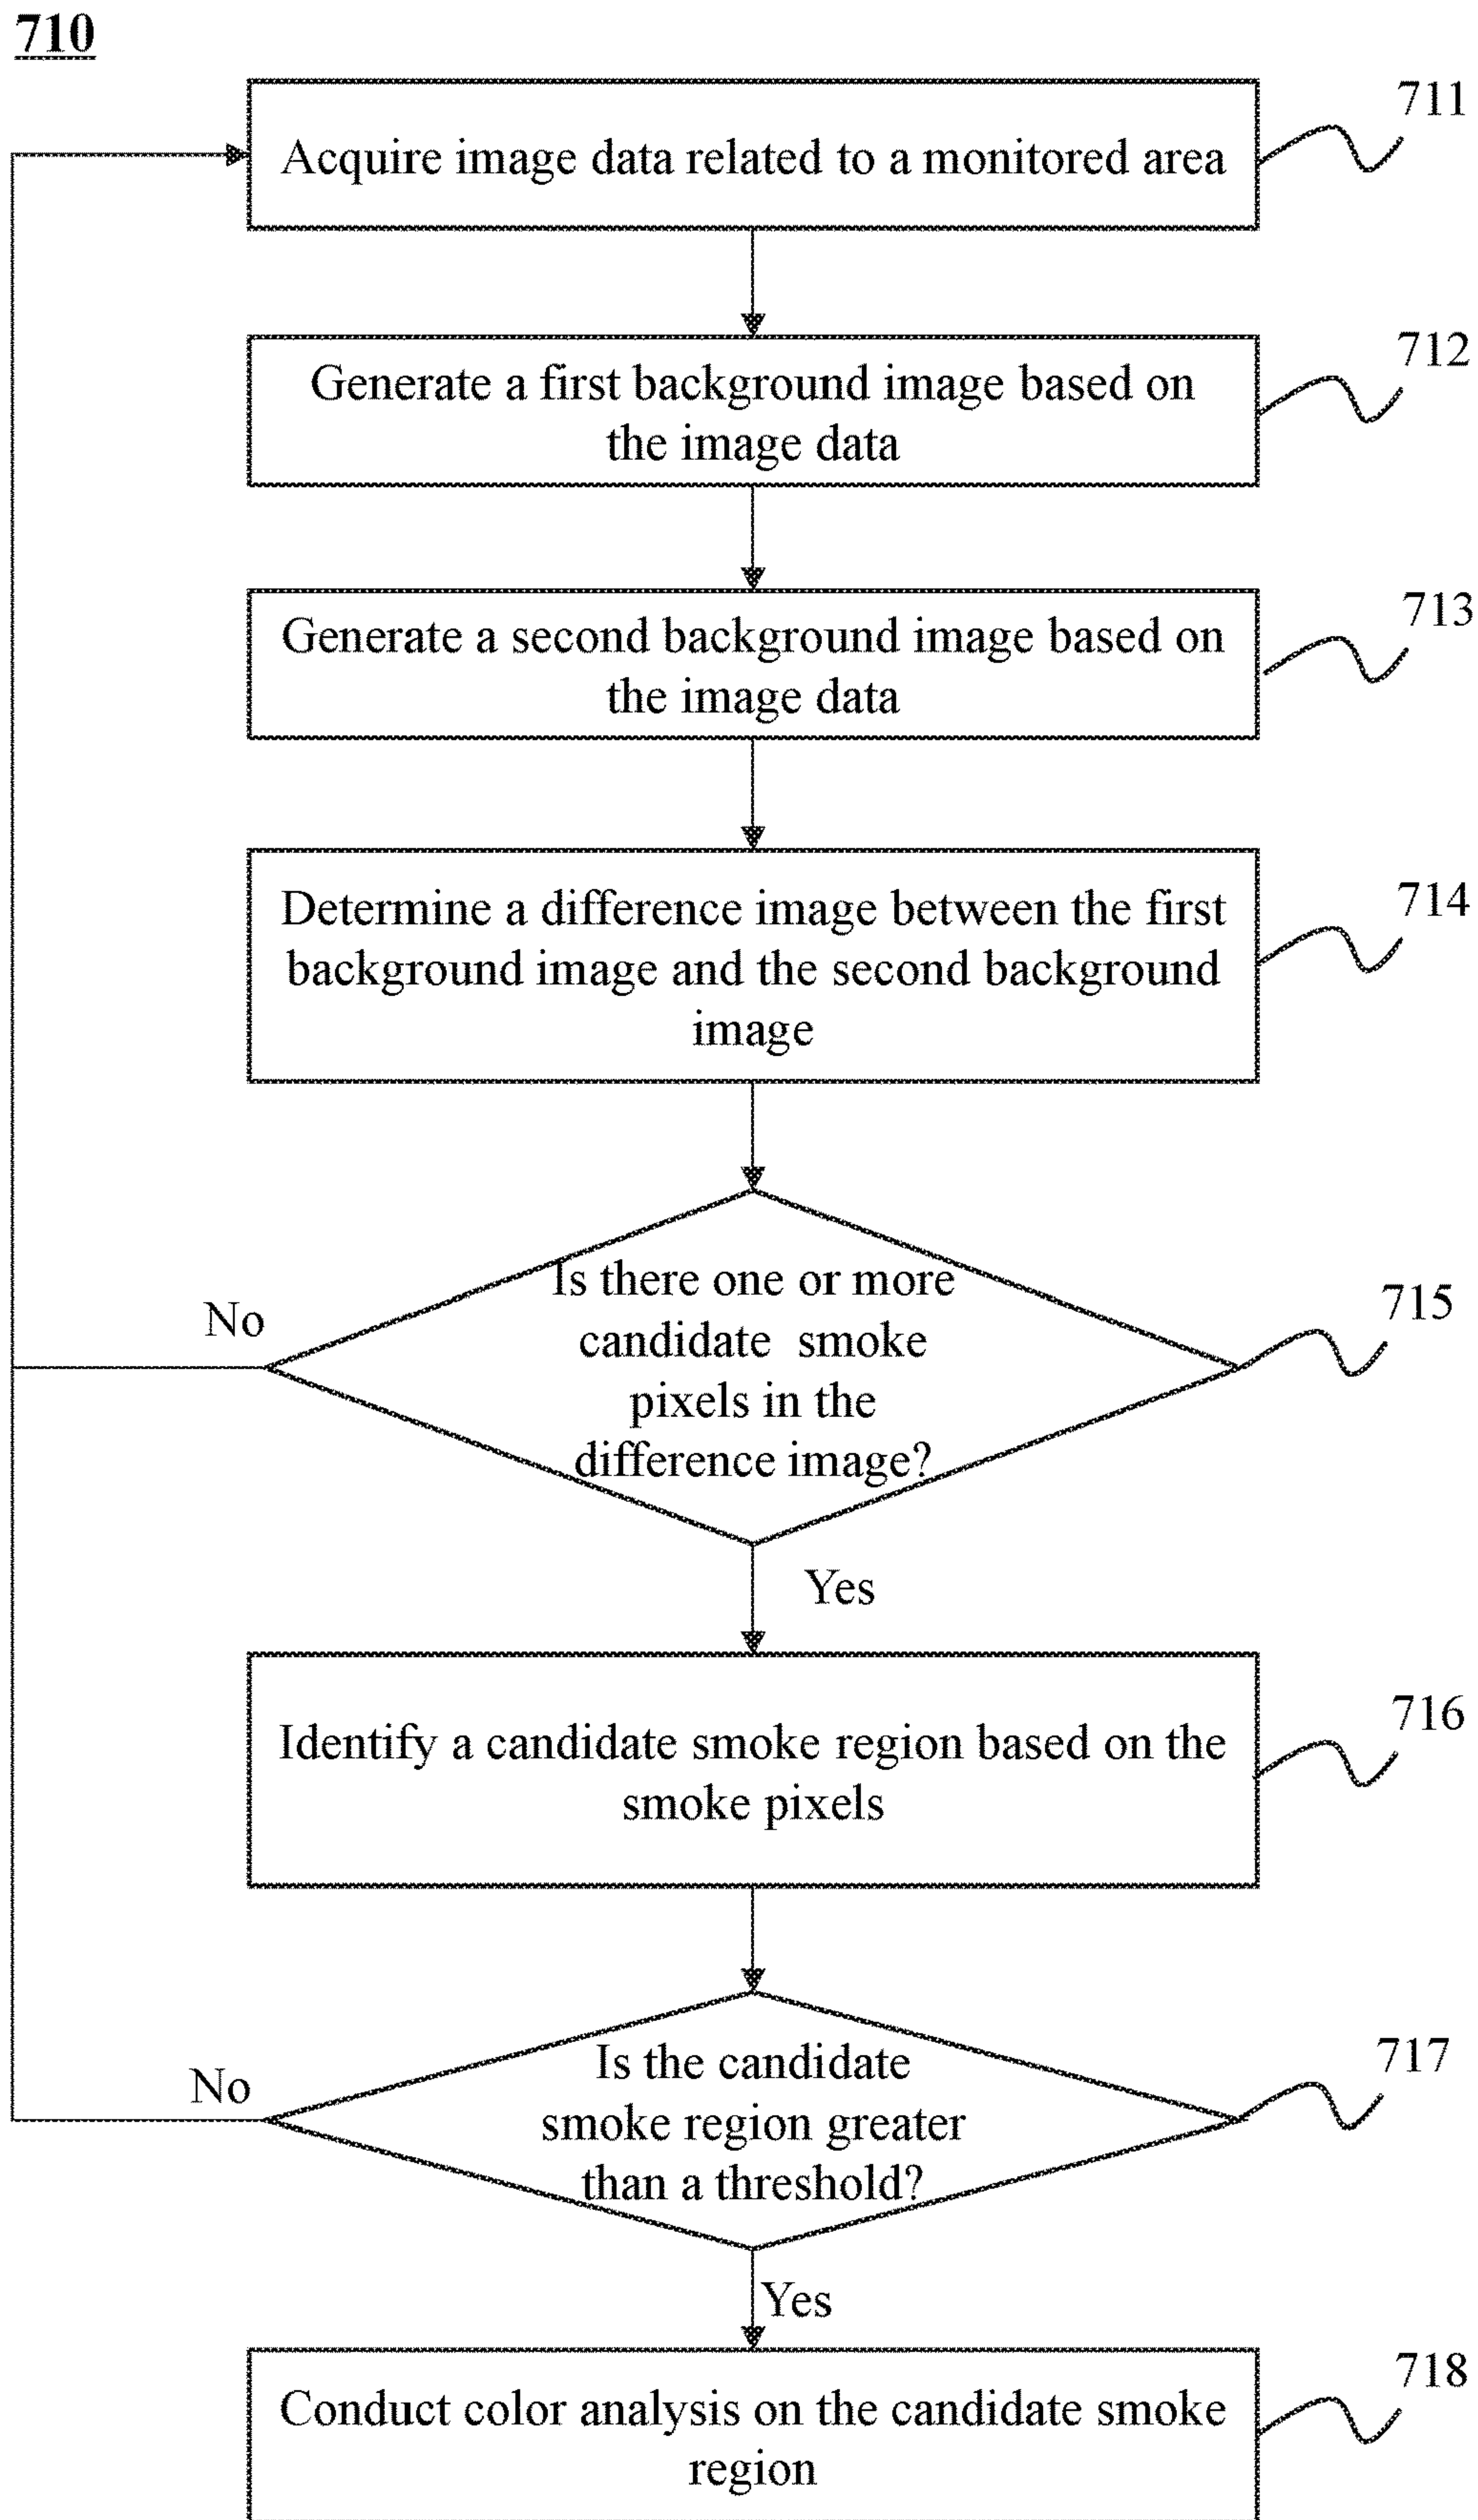 710
Acquire image data related to a monitored area
711
Generate a first background image based on
the image data
712
Generate a second background image based on
the image data
713
Determine a difference image between the first
background image and the second background
image
714
Is there one or more
candidate smoke
pixels in the
difference image?
715
No
Yes
Identify a candidate smoke region based on the
smoke pixels
716
Is the candidate
smoke region greater
than a threshold?
717
No
Yes
Conduct color analysis on the candidate smoke
region
718